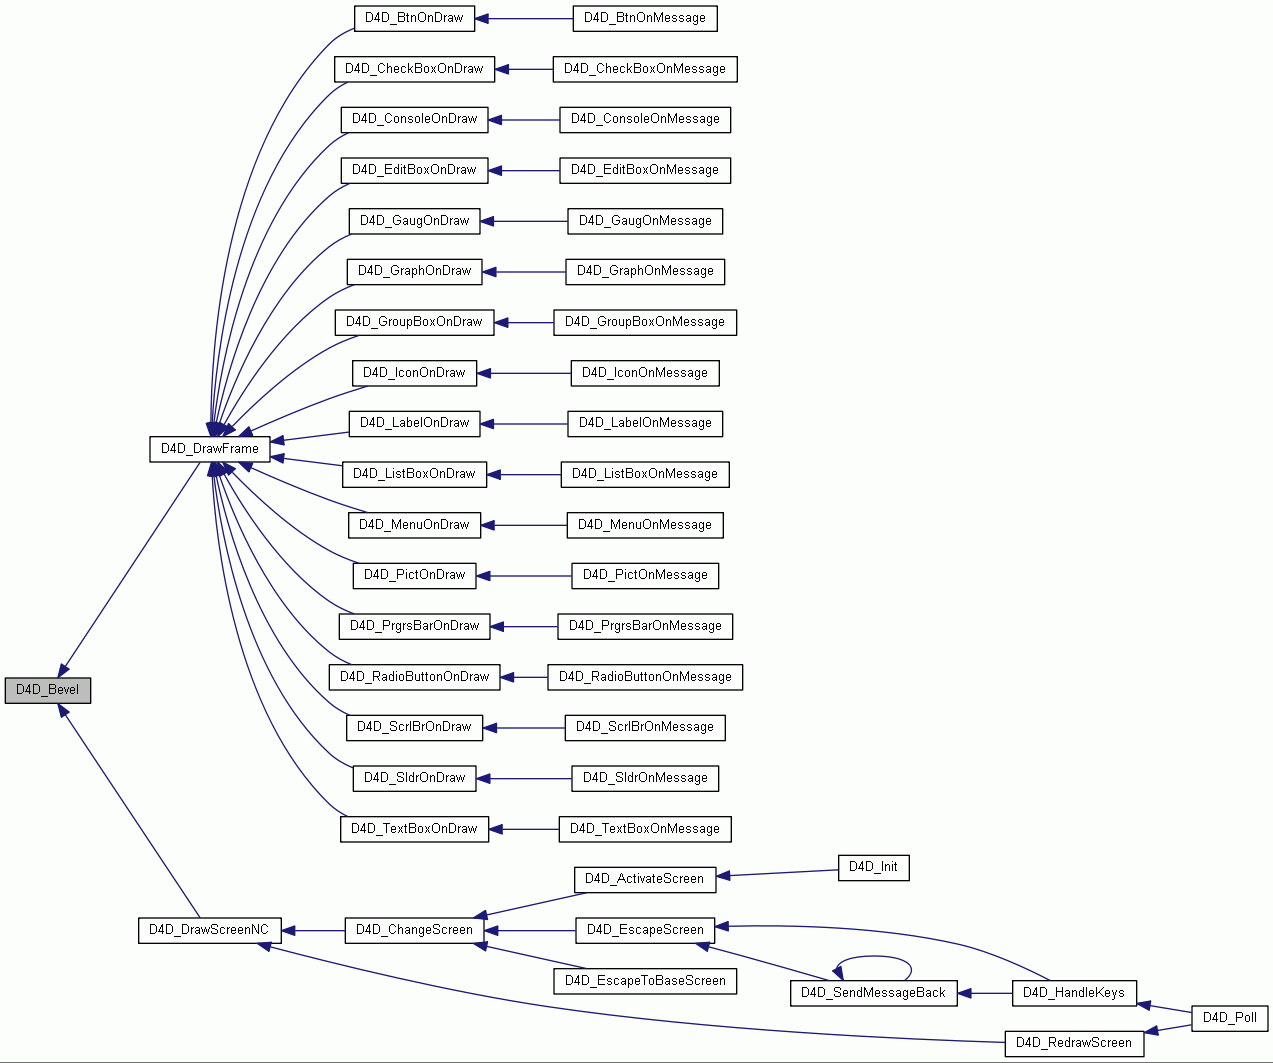 D4D_BtnOnDraw
D4D_BtnOnMessage
D4D_CheckBoxOnDraw
D4D_CheckBoxOnMessage
D4D_ConsoleOnDraw
D4D_ConsoleOnMessage
D4D_EditBoxOnDraw
D4D_EditBoxOnMessage
D4D_GaugOnDraw
D4D_GaugOnMessage
D4D_GraphOnDraw
D4D_GraphOnMessage
D4D_GroupBoxOnDraw
D4D_GroupBoxOnMessage
D4D_IconOnDraw
D4D_IconOnMessage
D4D_LabelOnDraw
D4D_LabelOnMessage
D4D_DrawFrame
D4D_ListBoxOnDraw
D4D_ListBoxOnMessage
D4D_MenuOnDraw
D4D_MenuOnMessage
D4D_PictOnDraw
D4D_PictOnMessage
D4D_PrgrsBarOnDraw
D4D_PrgrsBarOnMessage
D4D_RadioButtonOnDraw
D4D_RadioButtonOnMessage
D4D_Bevel
D4D_ScrlBrOnDraw
D4D_ScrlBrOnMessage
D4D_SldrOnDraw
D4D_SldrOnMessage
D4D_TextBoxOnDraw
D4D_TextBoxOnMessage
D4D_Init
D4D_ActivateScreen
D4D_DrawScreenNC
D4D_ChangeScreen
D4D_EscapeScreen
D4D_EscapeToBaseScreen
D4D_SendMessageBack
D4D_HandleKeys
D4D_Poll
D4D_RedrawScreen